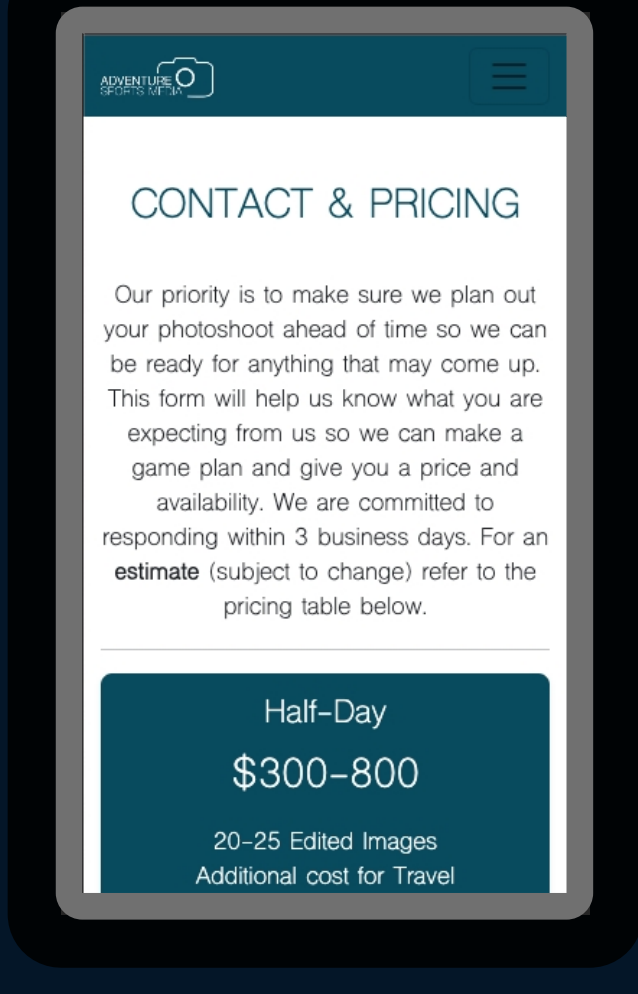 ADVENTURE
SPORTS MEDIA
CONTACT & PRICING
Our priority is to make sure we plan out
your photoshoot ahead of time so we can
be ready for anything that may come up.
This form will help us know what you are
expecting from us so we can make a
game plan and give you a price and
availability. We are committed to
responding within 3 business days. For an
estimate (subject to change) refer to the
pricing table below.
Half-Day
$300-800
20-25 Edited Images
Additional cost for Travel